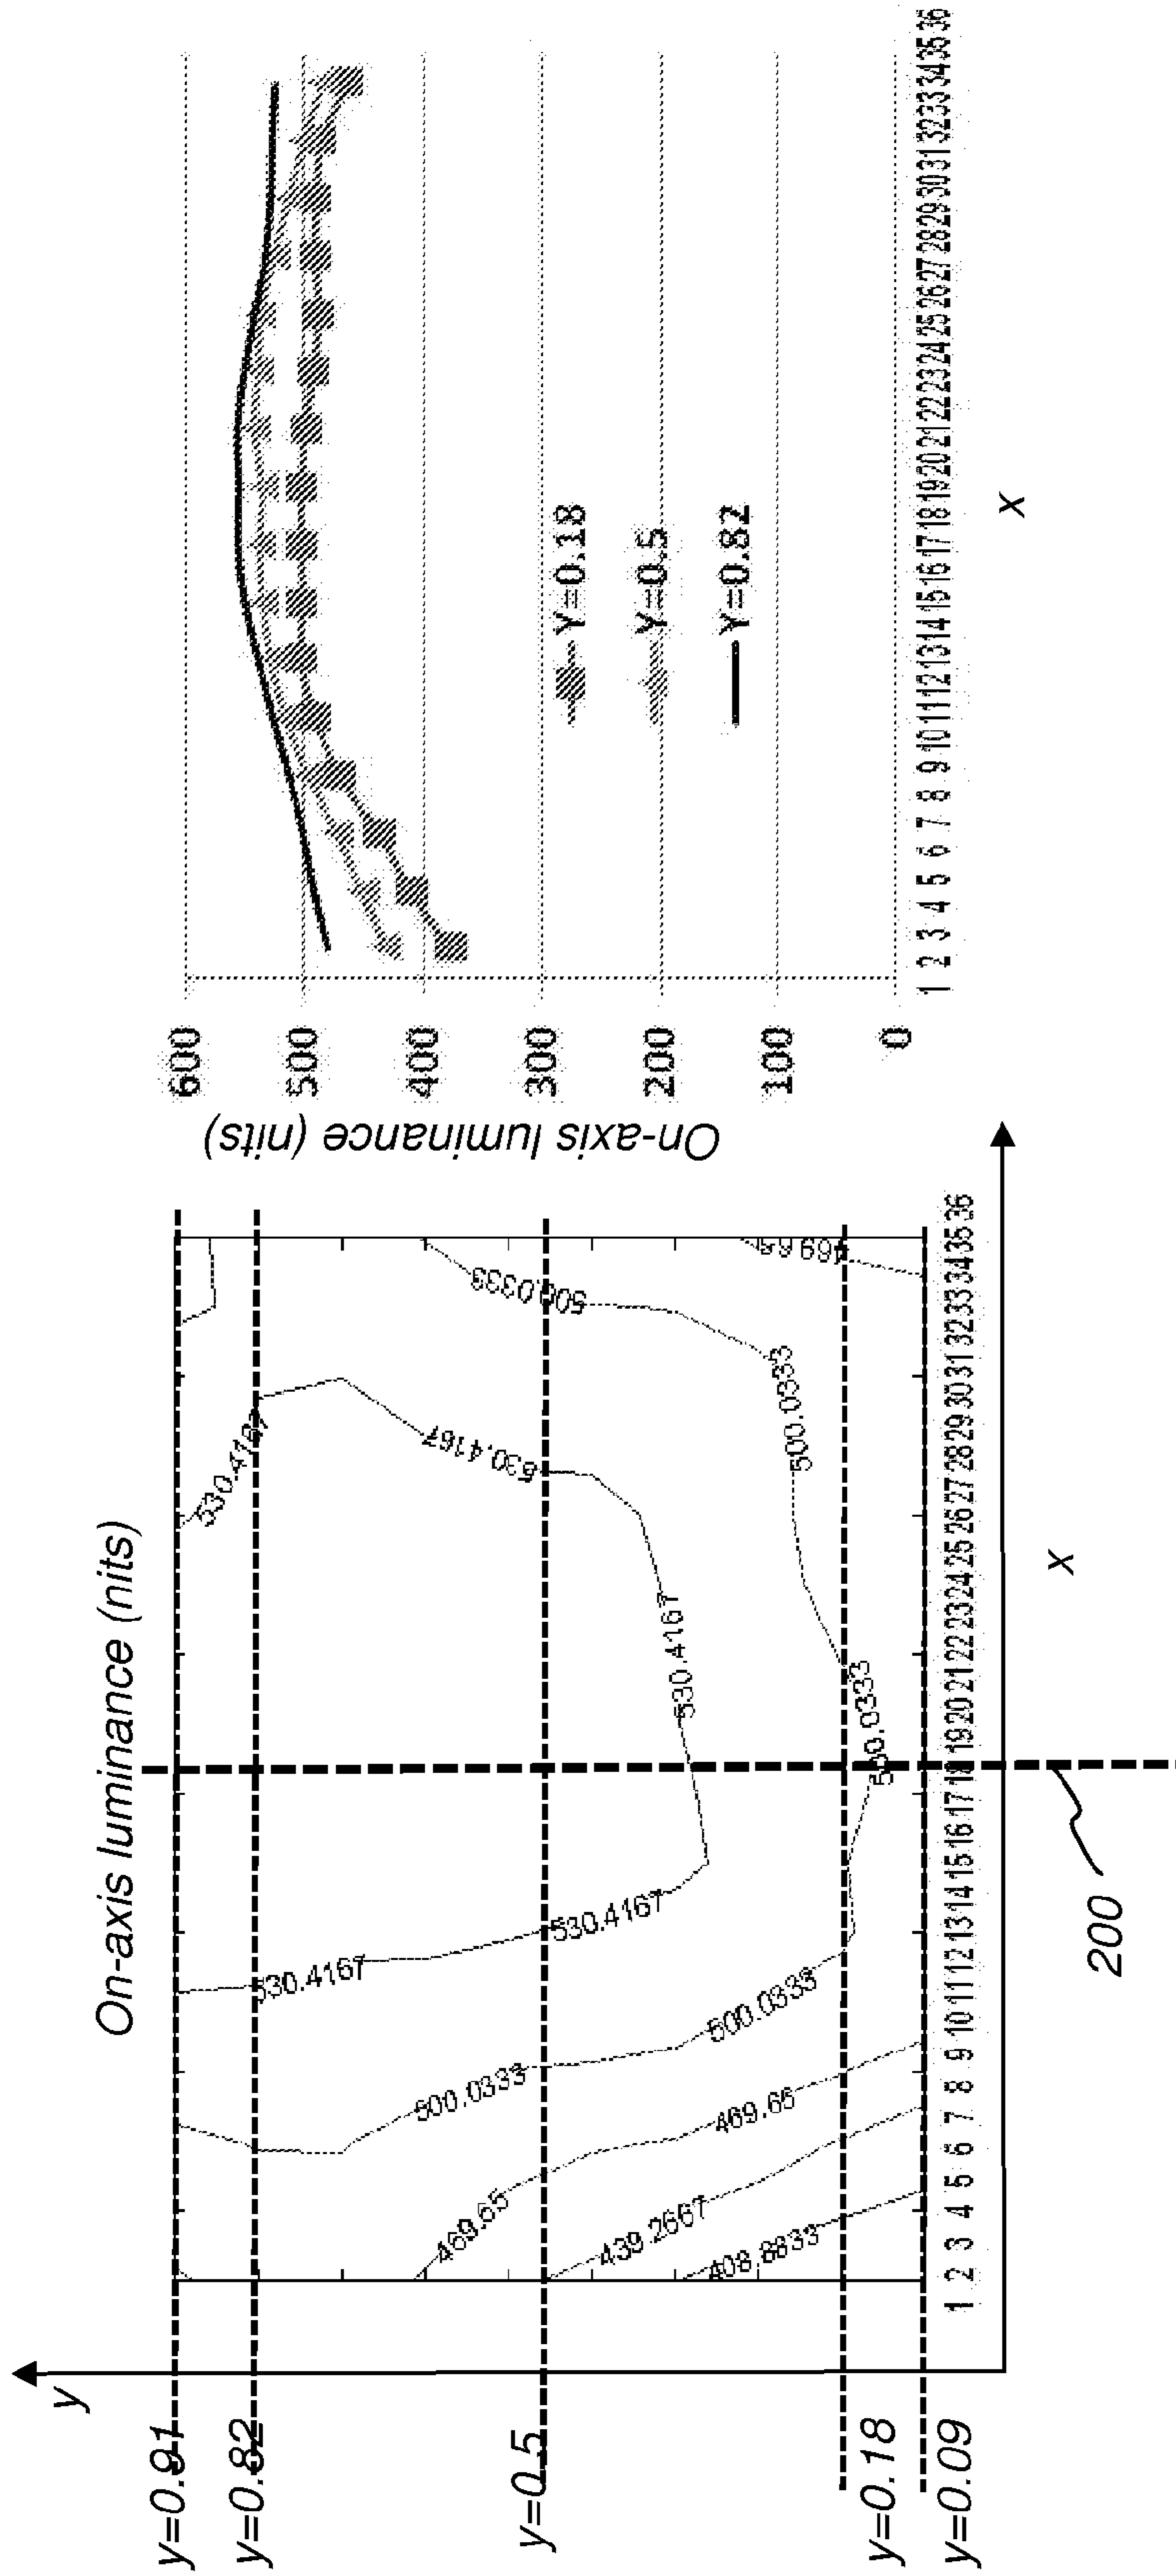 On-axis luminance (nits)
y
y=0.91
y=0.82
y=0.5
y=0.18
y=0.09
530.4167
530.4167
530.4167
530.4167
530.4167
500.0333
500.0333
500.0333
500.0333
500.0333
500.0333
469.65
469.65
469.65
439.2667
408.8833
1 2 3 4 5 6 7 8 9 10 11 12 13 14 15 16 17 18 19 20 21 22 23 24 25 26 27 28 29 30 31 32 33 34 35 36
x
200
On-axis luminance (nits)
600
500
400
300
200
100
0
Y=0.18
Y=0.5
Y=0.82
1 2 3 4 5 6 7 8 9 10 11 12 13 14 15 16 17 18 19 20 21 22 23 24 25 26 27 28 29 30 31 32 33 34 35 36
x